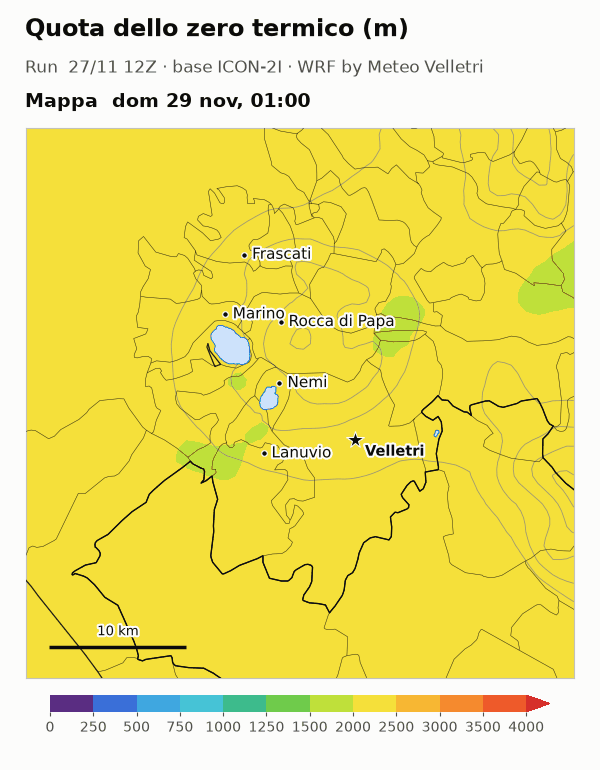 Quota dello zero termico (m)
Run  27/11 12Z · base ICON-2I · WRF by Meteo Velletri
Mappa  dom 29 nov, 01:00
Frascati
Marino
Rocca di Papa
Nemi
Velletri
Lanuvio
10 km
0 250 500 750 1000 1250 1500 2000 2500 3000 3500 4000